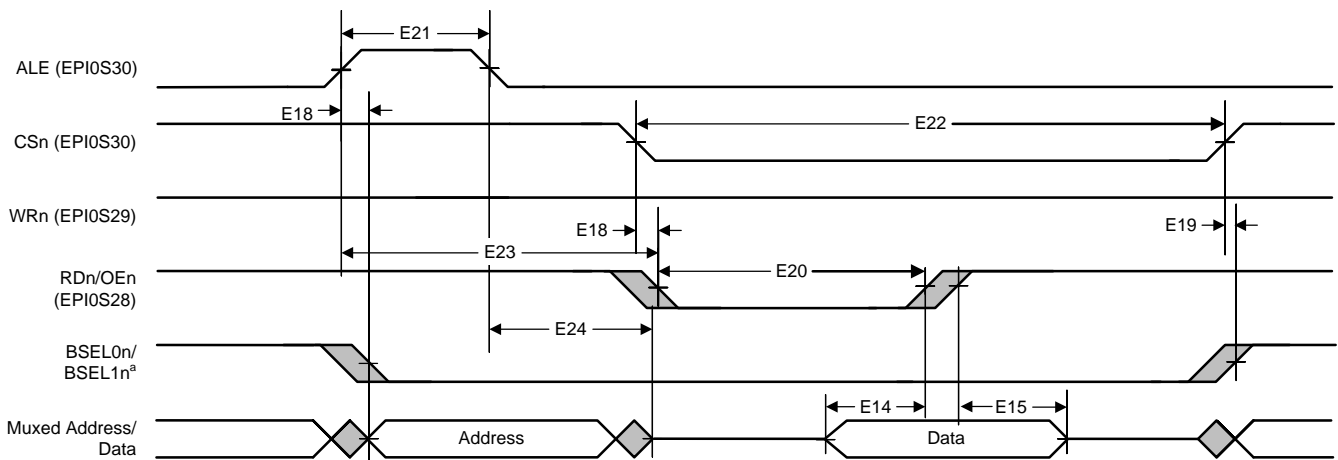 E21
ALE (EPI0S30)
E18
CSn (EPI0S30)
E22
WRn (EPI0S29)
E18
E19
E23
RDn/OEn
(EPI0S28)
E20
E24
BSEL0n/
BSEL1nᵃ
E14
E15
Muxed Address/
Data
Address
Data